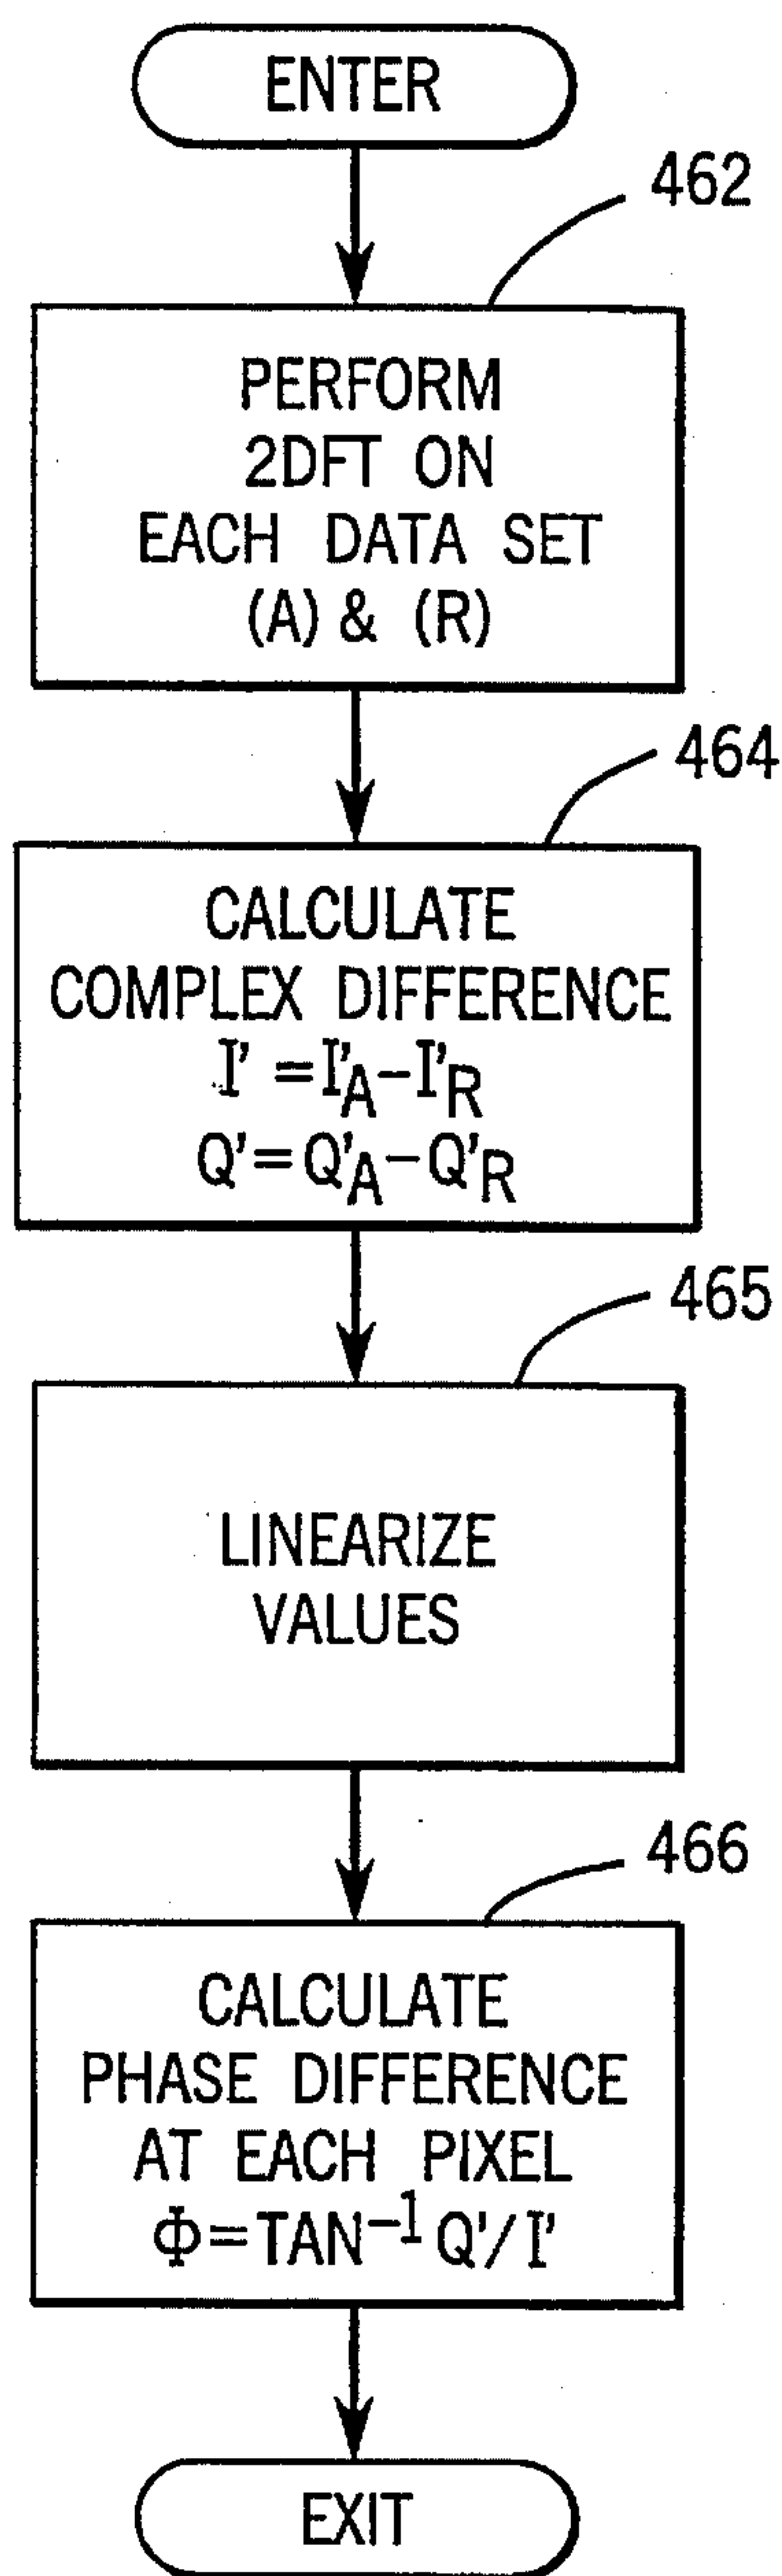 ENTER
462
PERFORM
2DFT ON
EACH DATA SET
(A) & (R)
464
CALCULATE
COMPLEX DIFFERENCE
I' = I'A - I'R
Q' = Q'A - Q'R
465
LINEARIZE
VALUES
466
CALCULATE
PHASE DIFFERENCE
AT EACH PIXEL
Φ = TAN⁻¹ Q'/I'
EXIT